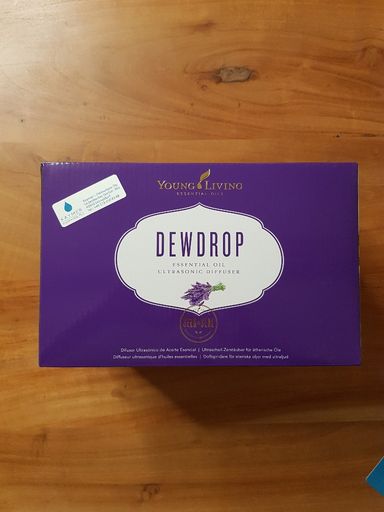 YOUNG LIVING
ESSENTIAL OILS
DEWDROP
ESSENTIAL OIL
ULTRASONIC DIFFUSER
Difusor Ultrasónico de Aceite Esencial | Ultraschall-Zerstäuber für ätherische Öle
Diffuseur ultrasonique d'huiles essentielles | Doftspridare för eteriska oljor med ultraljud